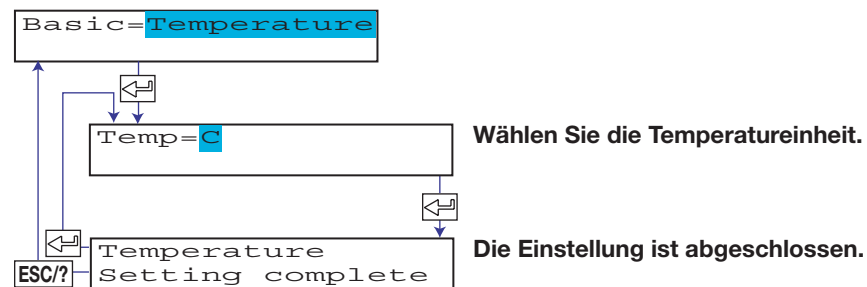 Basic=Temperature
Temp=C
Wählen Sie die Temperatureinheit.
Temperature
Setting complete
Die Einstellung ist abgeschlossen.
ESC/?